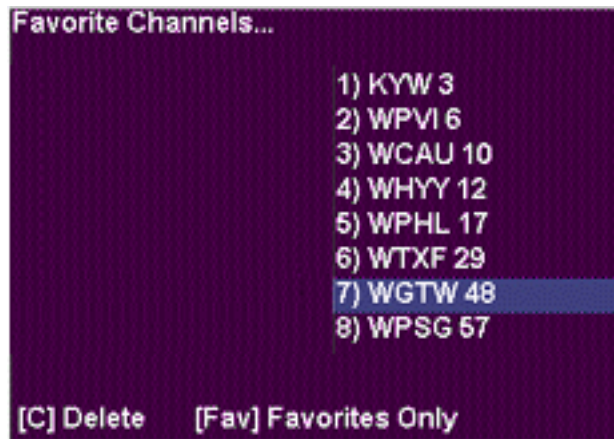 Favorite Channels...
1) KYW 3
2) WPVI 6
3) WCAU 10
4) WHYY 12
5) WPHL 17
6) WTXF 29
7) WGTW 48
8) WPSG 57
[C] Delete [Fav] Favorites Only